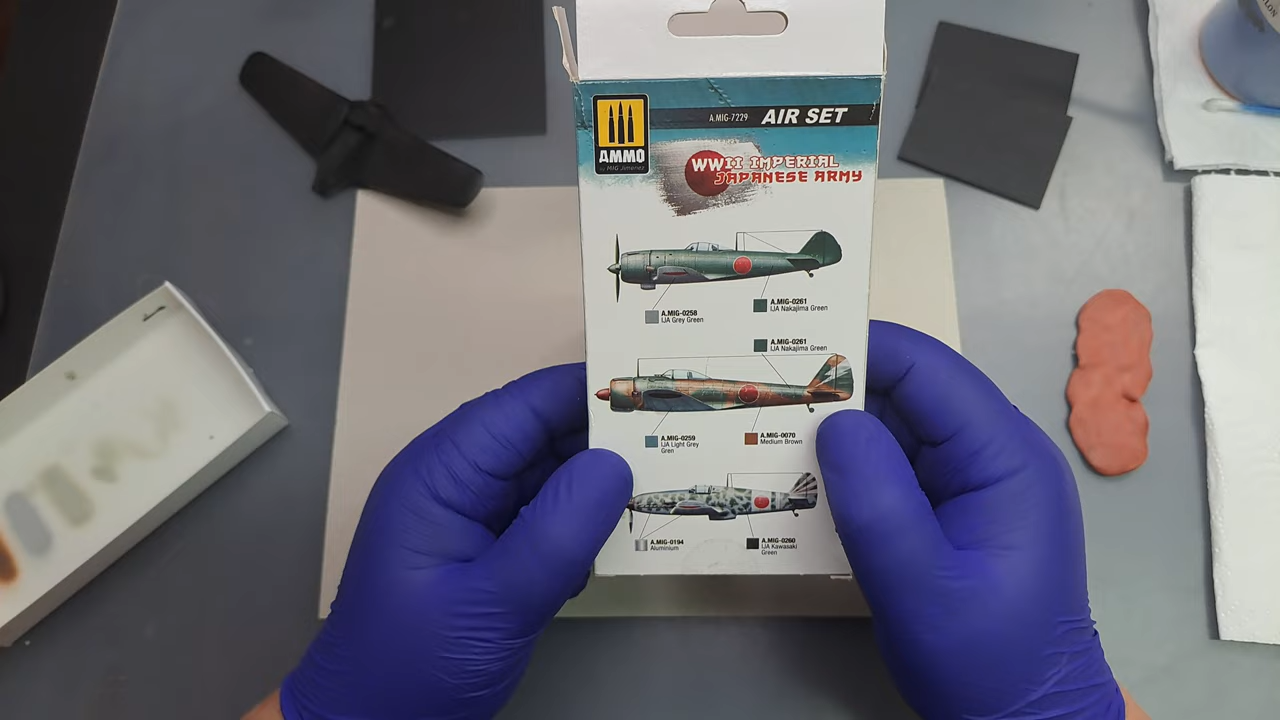 A.MIG-7229 AIR SET
AMMO
by MIG Jimenez
WWII IMPERIAL
JAPANESE ARMY
A.MIG-0258
IJA Grey Green
A.MIG-0261
IJA Nakajima Green
A.MIG-0261
IJA Nakajima Green
A.MIG-0259
IJA Light Grey
Gren
A.MIG-0070
Medium Brown
A.MIG-0194
Aluminium
A.MIG-0260
IJA Kawasaki
Green